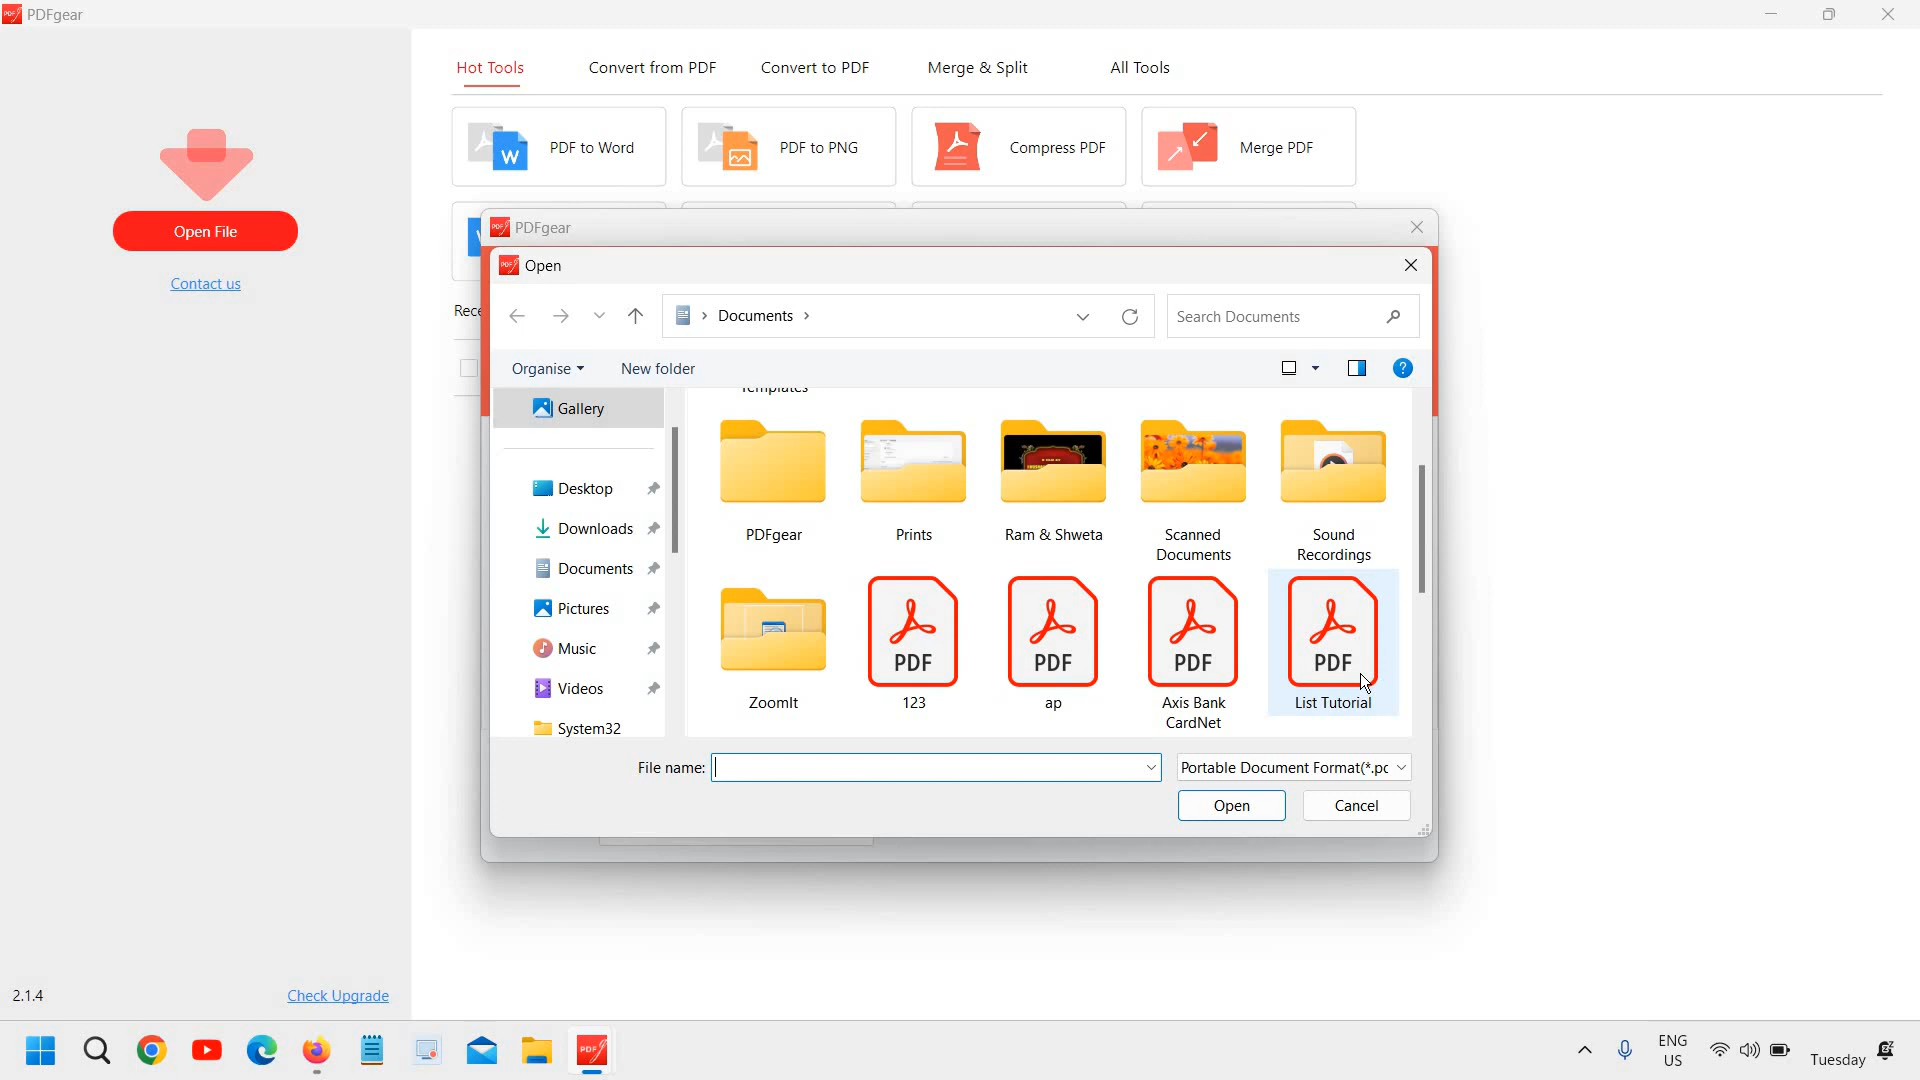 PDFgear
Hot Tools
Convert from PDF
Convert to PDF
Merge & Split
All Tools
PDF to Word
PDF to PNG
Compress PDF
Merge PDF
Open File
Contact us
PDFgear
Open
Documents
Search Documents
Organise
New folder
Templates
Gallery
Desktop
Downloads
Documents
Pictures
Music
Videos
System32
PDFgear
Prints
Ram & Shweta
Scanned
Documents
Sound
Recordings
ZoomIt
PDF
123
PDF
ap
PDF
Axis Bank
CardNet
PDF
List Tutorial
File name:
Portable Document Format(*.pc
Open
Cancel
2.1.4
Check Upgrade
ENG
US
Tuesday